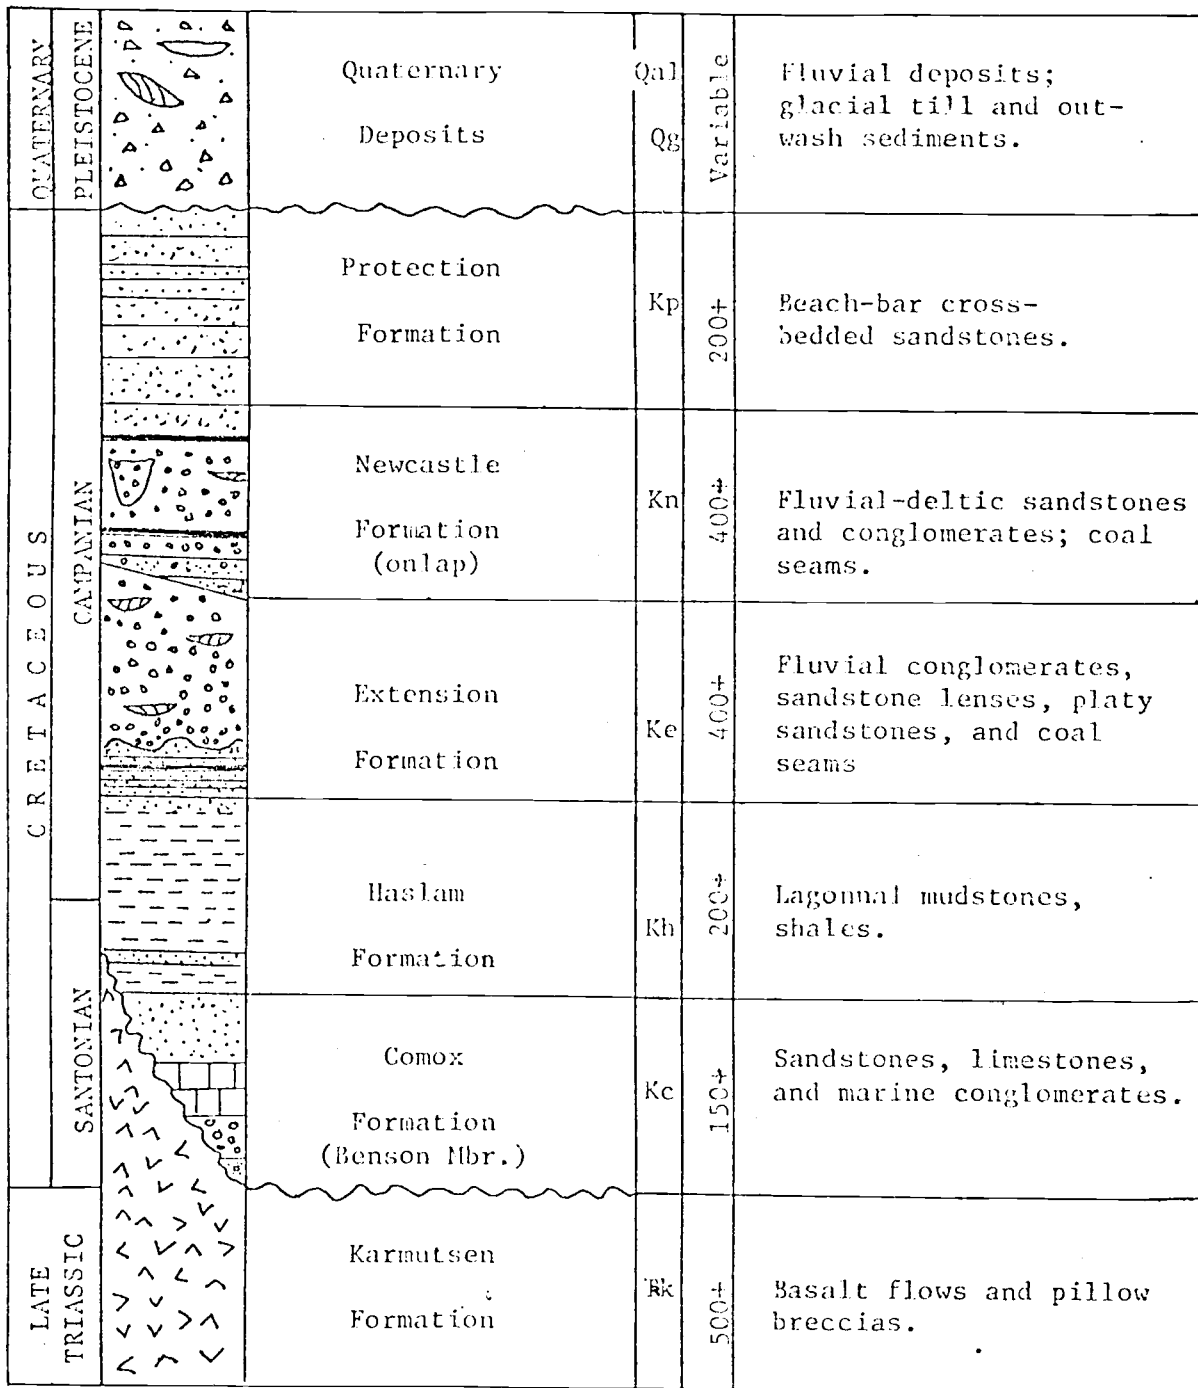 QUATERNARY
PLEISTOCENE
Quaternary
Deposits
Qal
Qg
Variable
Fluvial deposits;
glacial till and out-
wash sediments.
CRETACEOUS
CAMPANIAN
Protection
Formation
Kp
200+
Beach-bar cross-
bedded sandstones.
Newcastle
Formation
(onlap)
Kn
400+
Fluvial-deltic sandstones
and conglomerates; coal
seams.
Extension
Formation
Ke
400+
Fluvial conglomerates,
sandstone lenses, platy
sandstones, and coal
seams
Haslam
Formation
Kh
200+
Lagonnal mudstones,
shales.
SANTONIAN
Comox
Formation
(Benson Mbr.)
Kc
150+
Sandstones, limestones,
and marine conglomerates.
LATE
TRIASSIC
Karmutsen
Formation
500+
Basalt flows and pillow
breccias.